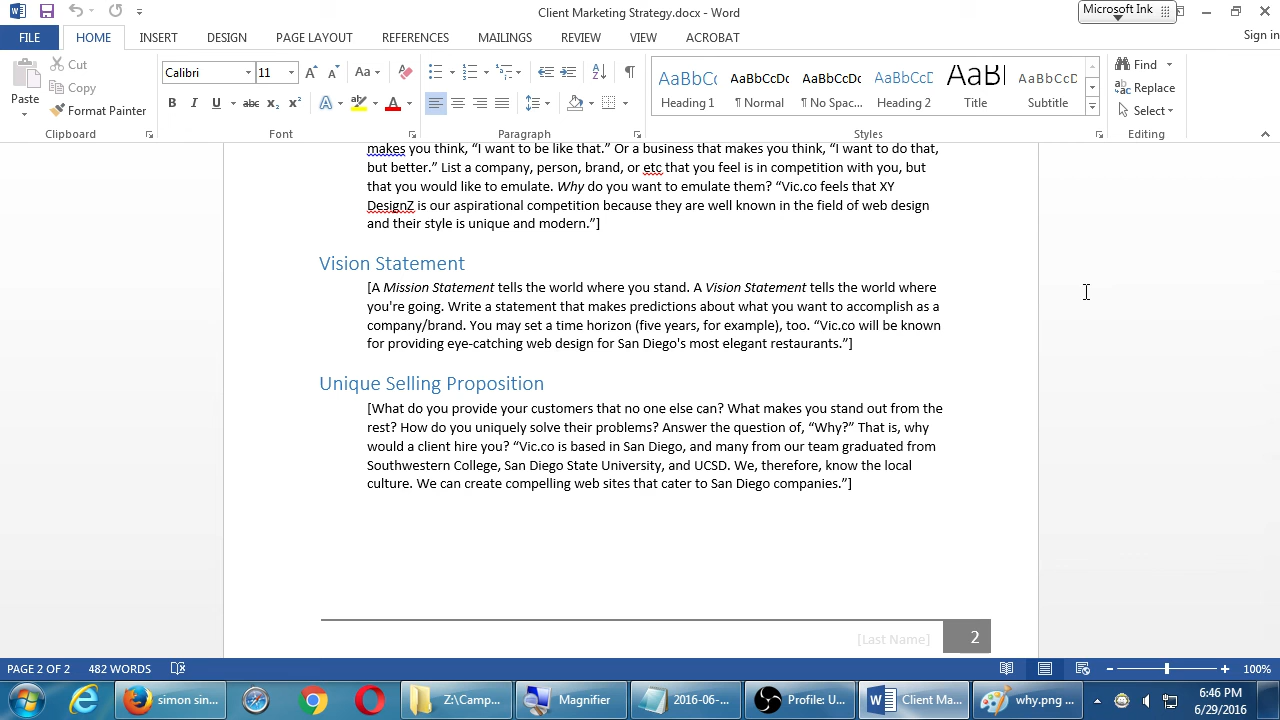 Client Marketing Strategy.docx - Word
Microsoft Ink
FILE HOME INSERT DESIGN PAGE LAYOUT REFERENCES MAILINGS REVIEW VIEW ACROBAT
Sign in
Paste
Cut
Copy
Format Painter
Calibri 11
Aa
B I U abc x₂ x²
A A
AaBbCc Heading 1
AaBbCcDc ¶ Normal
AaBbCcDc ¶ No Spac...
AaBbCcD Heading 2
AaB Title
AaBbCcD Subtitle
Find
Replace
Select
Clipboard Font Paragraph Styles Editing
makes you think, “I want to be like that.” Or a business that makes you think, “I want to do that,
but better.” List a company, person, brand, or etc that you feel is in competition with you, but
that you would like to emulate. Why do you want to emulate them? “Vic.co feels that XY
DesignZ is our aspirational competition because they are well known in the field of web design
and their style is unique and modern.”]
Vision Statement
[A Mission Statement tells the world where you stand. A Vision Statement tells the world where
you're going. Write a statement that makes predictions about what you want to accomplish as a
company/brand. You may set a time horizon (five years, for example), too. “Vic.co will be known
for providing eye-catching web design for San Diego's most elegant restaurants.”]
Unique Selling Proposition
[What do you provide your customers that no one else can? What makes you stand out from the
rest? How do you uniquely solve their problems? Answer the question of, “Why?” That is, why
would a client hire you? “Vic.co is based in San Diego, and many from our team graduated from
Southwestern College, San Diego State University, and UCSD. We, therefore, know the local
culture. We can create compelling web sites that cater to San Diego companies.”]
[Last Name] 2
PAGE 2 OF 2 482 WORDS 100%
simon sin...
Z:\Camp...
Magnifier
2016-06-...
Profile: U...
Client Ma...
why.png ...
6:46 PM
6/29/2016